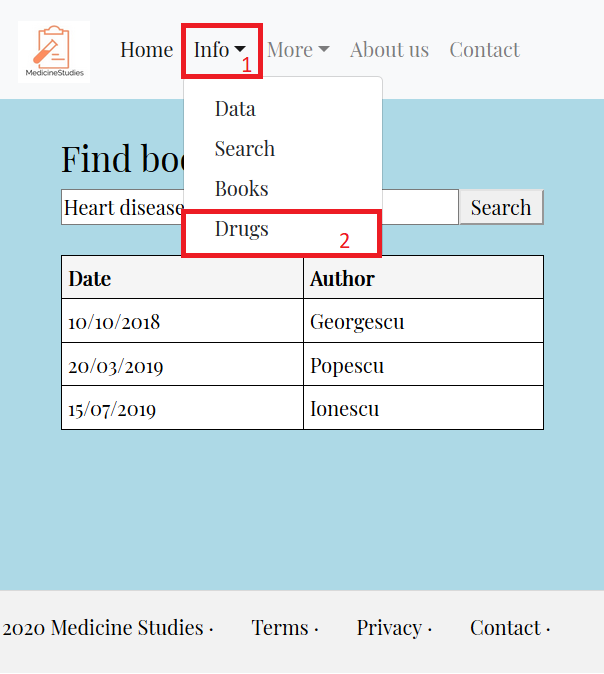 MedicineStudies
Home Info More About us Contact
1
Data
Search
Books
Drugs 2
Find boo
Heart disease Search
Date Author
10/10/2018 Georgescu
20/03/2019 Popescu
15/07/2019 Ionescu
2020 Medicine Studies · Terms · Privacy · Contact ·